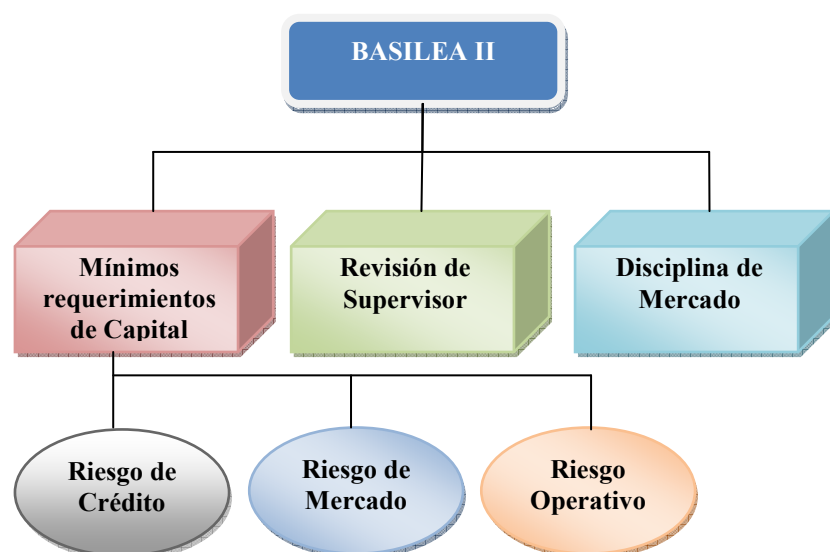 BASILEA II
Mínimos
requerimientos
de Capital
Revisión de
Supervisor
Disciplina de
Mercado
Riesgo de
Crédito
Riesgo de
Mercado
Riesgo
Operativo